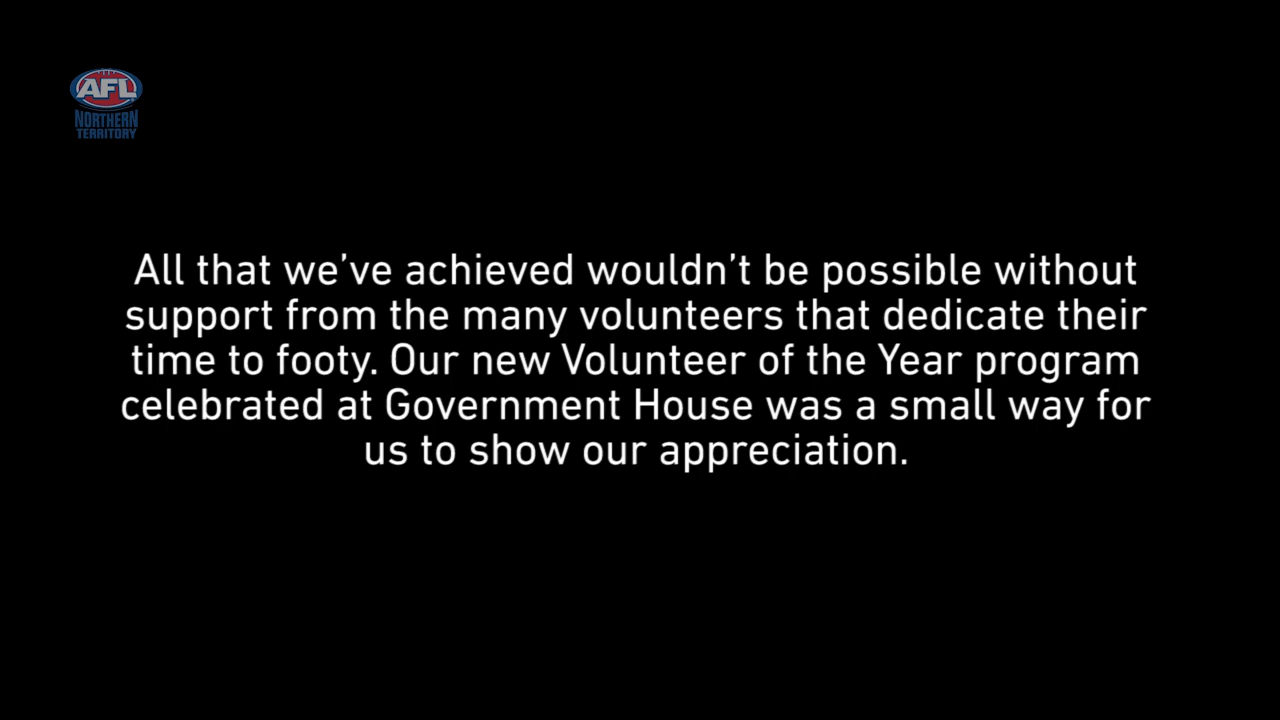 AFL
NORTHERN
TERRITORY
All that we’ve achieved wouldn’t be possible without
support from the many volunteers that dedicate their
time to footy. Our new Volunteer of the Year program
celebrated at Government House was a small way for
us to show our appreciation.